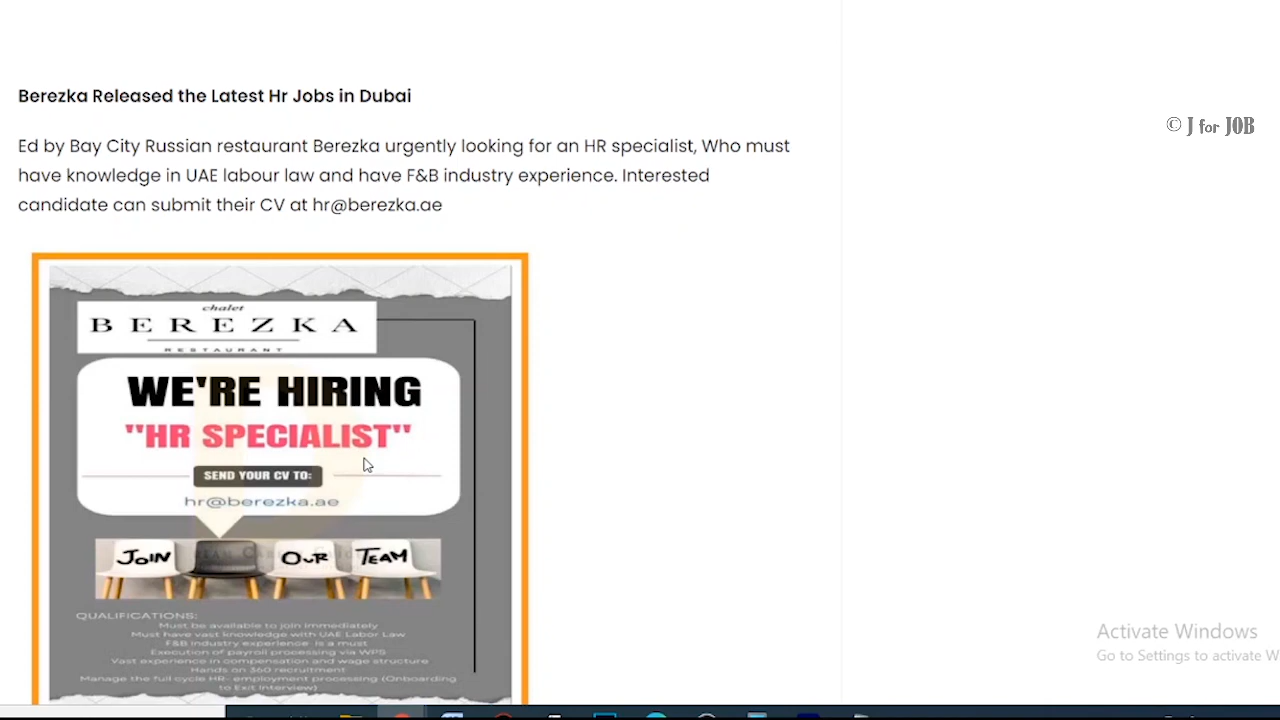 Berezka Released the Latest Hr Jobs in Dubai
© J for JOB
Ed by Bay City Russian restaurant Berezka urgently looking for an HR specialist, Who must
have knowledge in UAE labour law and have F&B industry experience. Interested
candidate can submit their CV at hr@berezka.ae
chalet
BEREZKA
RESTAURANT
WE'RE HIRING
"HR SPECIALIST"
SEND YOUR CV TO:
hr@berezka.ae
JOIN OUR TEAM
QUALIFICATIONS:
Must be available to join immediately
Must have vast knowledge with UAE Labor Law
F&B industry experience is a must
Execution of payroll processing via WPS
Vast experience in compensation and wage structure
Hands on 360 recruitment
Manage the full cycle HR- employment processing (Onboarding
to Exit Interview)
Activate Windows
Go to Settings to activate W